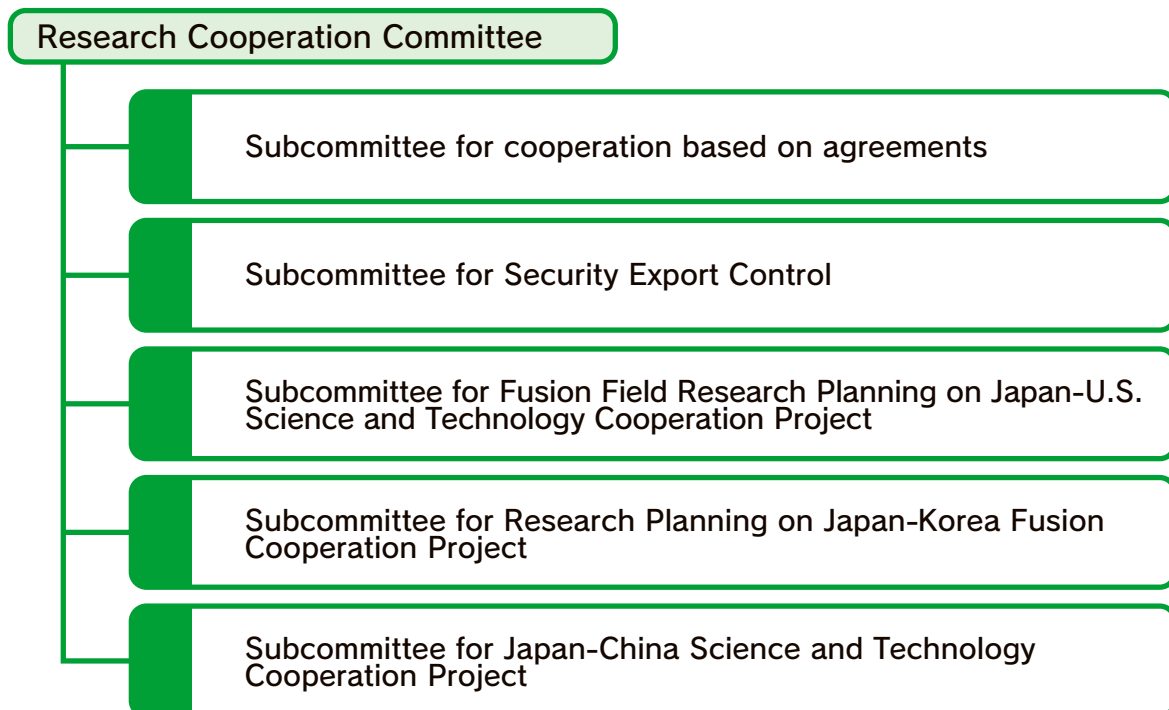 Research Cooperation Committee
Subcommittee for cooperation based on agreements
Subcommittee for Security Export Control
Subcommittee for Fusion Field Research Planning on Japan-U.S.
Science and Technology Cooperation Project
Subcommittee for Research Planning on Japan-Korea Fusion
Cooperation Project
Subcommittee for Japan-China Science and Technology
Cooperation Project